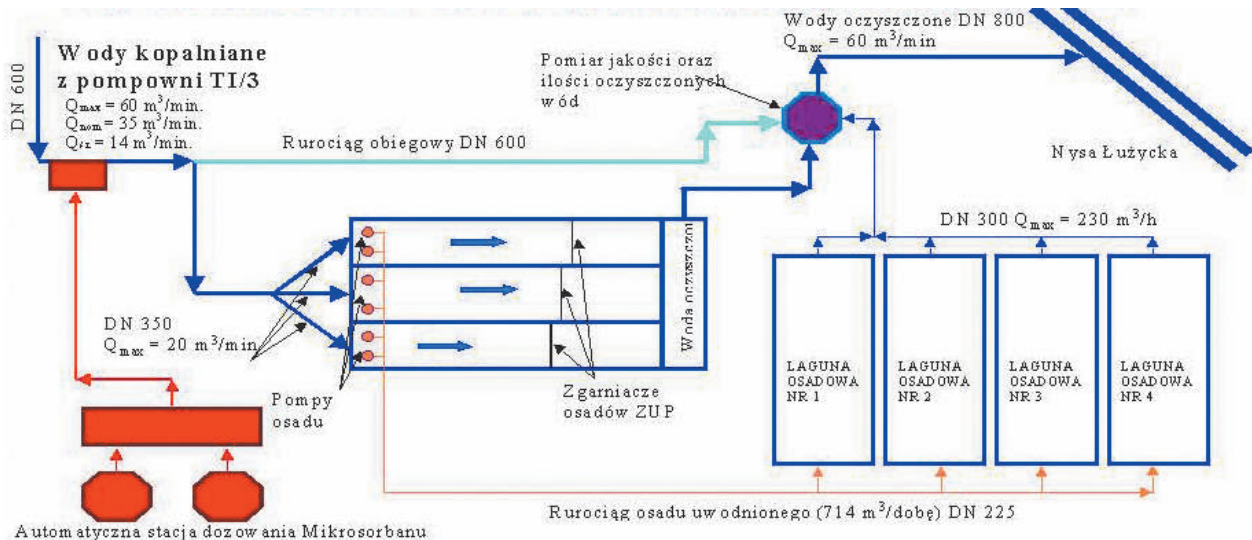 DN 600
Wody kopalniane
z pompowni TI/3
Qmax = 60 m³/min.
Qnom = 35 m³/min.
Qśr. = 14 m³/min.
Rurociąg obiegowy DN 600
Pomiar jakości oraz
ilości oczyszczonych
wód
Wody oczyszczone DN 800
Qmax = 60 m³/min
Nysa Łużycka
DN 300 Qmax = 230 m³/h
DN 350
Qmax = 20 m³/min
Woda
Pompy
osadu
Zgarniacze
osadów ZUP
LAGUNA
OSADOWA
NR 1
LAGUNA
OSADOWA
NR 2
LAGUNA
OSADOWA
NR 3
LAGUNA
OSADOWA
NR 4
Rurociąg osadu uwodnionego (714 m³/dobę) DN 225
Automatyczna stacja dozowania Mikrosorbanu